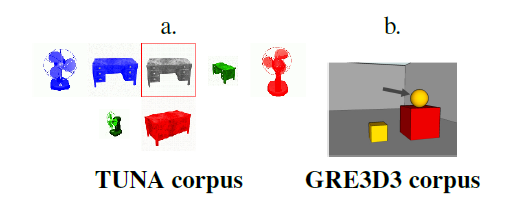 a.
b.
TUNA corpus
GRE3D3 corpus